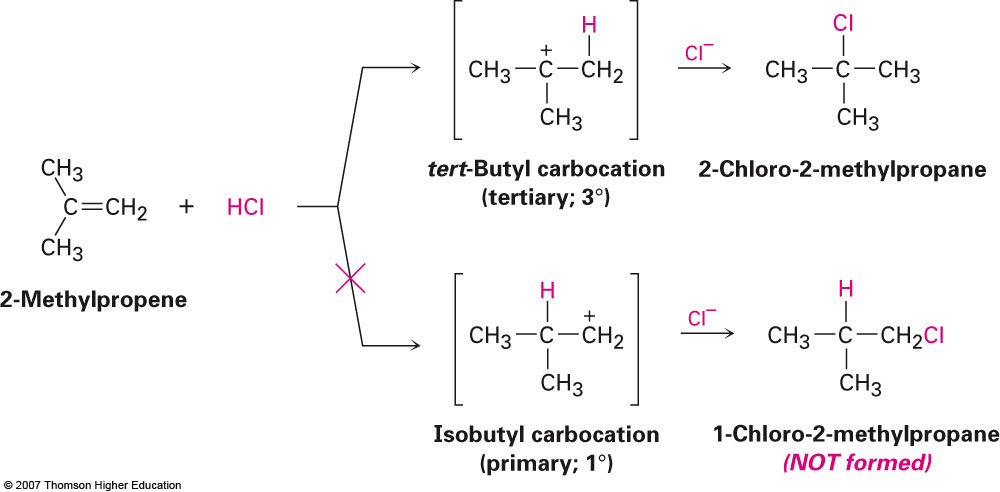 H
CH3—C+—CH2
CH3
tert-Butyl carbocation
(tertiary; 3°)
Cl−
Cl
CH3—C—CH3
CH3
2-Chloro-2-methylpropane
CH3
C=CH2
CH3
2-Methylpropene
+
HCl
H
CH3—C—CH2+
CH3
Isobutyl carbocation
(primary; 1°)
Cl−
H
CH3—C—CH2Cl
CH3
1-Chloro-2-methylpropane
(NOT formed)
© 2007 Thomson Higher Education